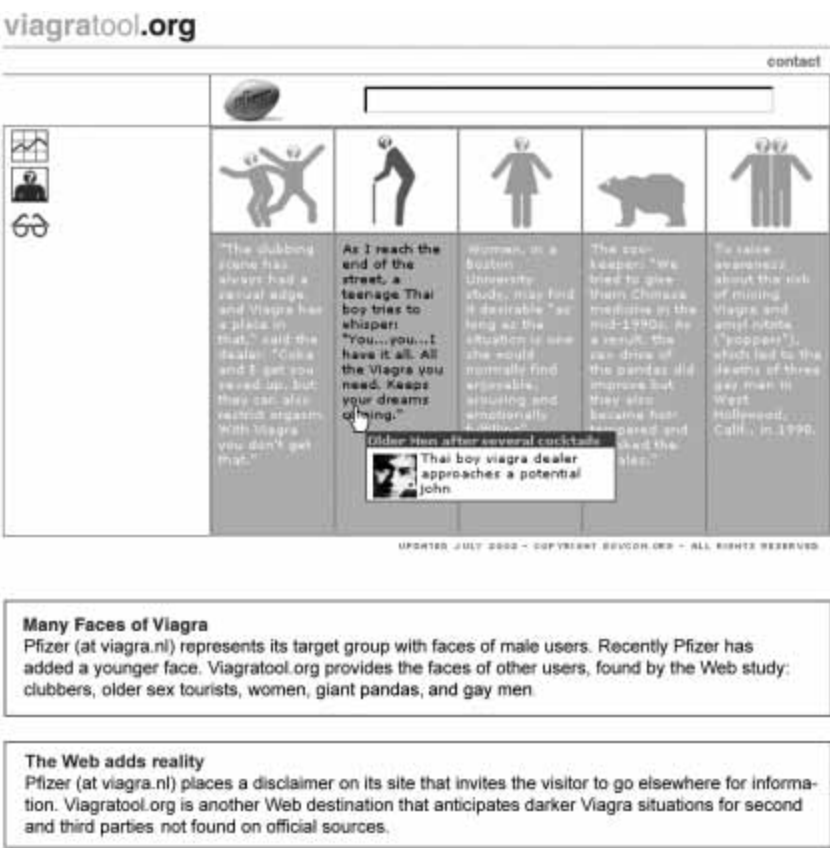 viagratool.org
contact
pfizer
"The clubbing
scene has
always had a
sexual edge,
and Viagra has
a place in
that," said the
dealer. "Coke
and E get you
sexed up, but
they can also
restrict orgasm.
With Viagra
you don't get
that."
As I reach the
end of the
street, a
teenage Thai
boy tries to
whisper:
"You...you...I
have it all. All
the Viagra you
need. Keeps
your dreams
Women, in a
Boston
University
study, may find
it desirable "as
long as the
situation is one
she would
normally find
enjoyable,
arousing and
emotionally
The zoo-
keeper: "We
tried to give
them Chinese
medicine in the
mid-1990s. As
a result, the
sex drive of
the pandas did
improve but
they also
became hot-
the
To raise
awareness
about the risk
of mixing
Viagra and
amyl nitrate
("poppers"),
which led to the
deaths of three
gay men in
West
Hollywood,
Calif., in 1998.
Older Men after several cocktails
Thai boy viagra dealer
approaches a potential
john
UPDATED JULY 2002 - COPYRIGHT GOVCOM.ORG - ALL RIGHTS RESERVED
Many Faces of Viagra
Pfizer (at viagra.nl) represents its target group with faces of male users. Recently Pfizer has
added a younger face. Viagratool.org provides the faces of other users, found by the Web study:
clubbers, older sex tourists, women, giant pandas, and gay men
The Web adds reality
Pfizer (at viagra.nl) places a disclaimer on its site that invites the visitor to go elsewhere for informa-
tion. Viagratool.org is another Web destination that anticipates darker Viagra situations for second
and third parties not found on official sources.